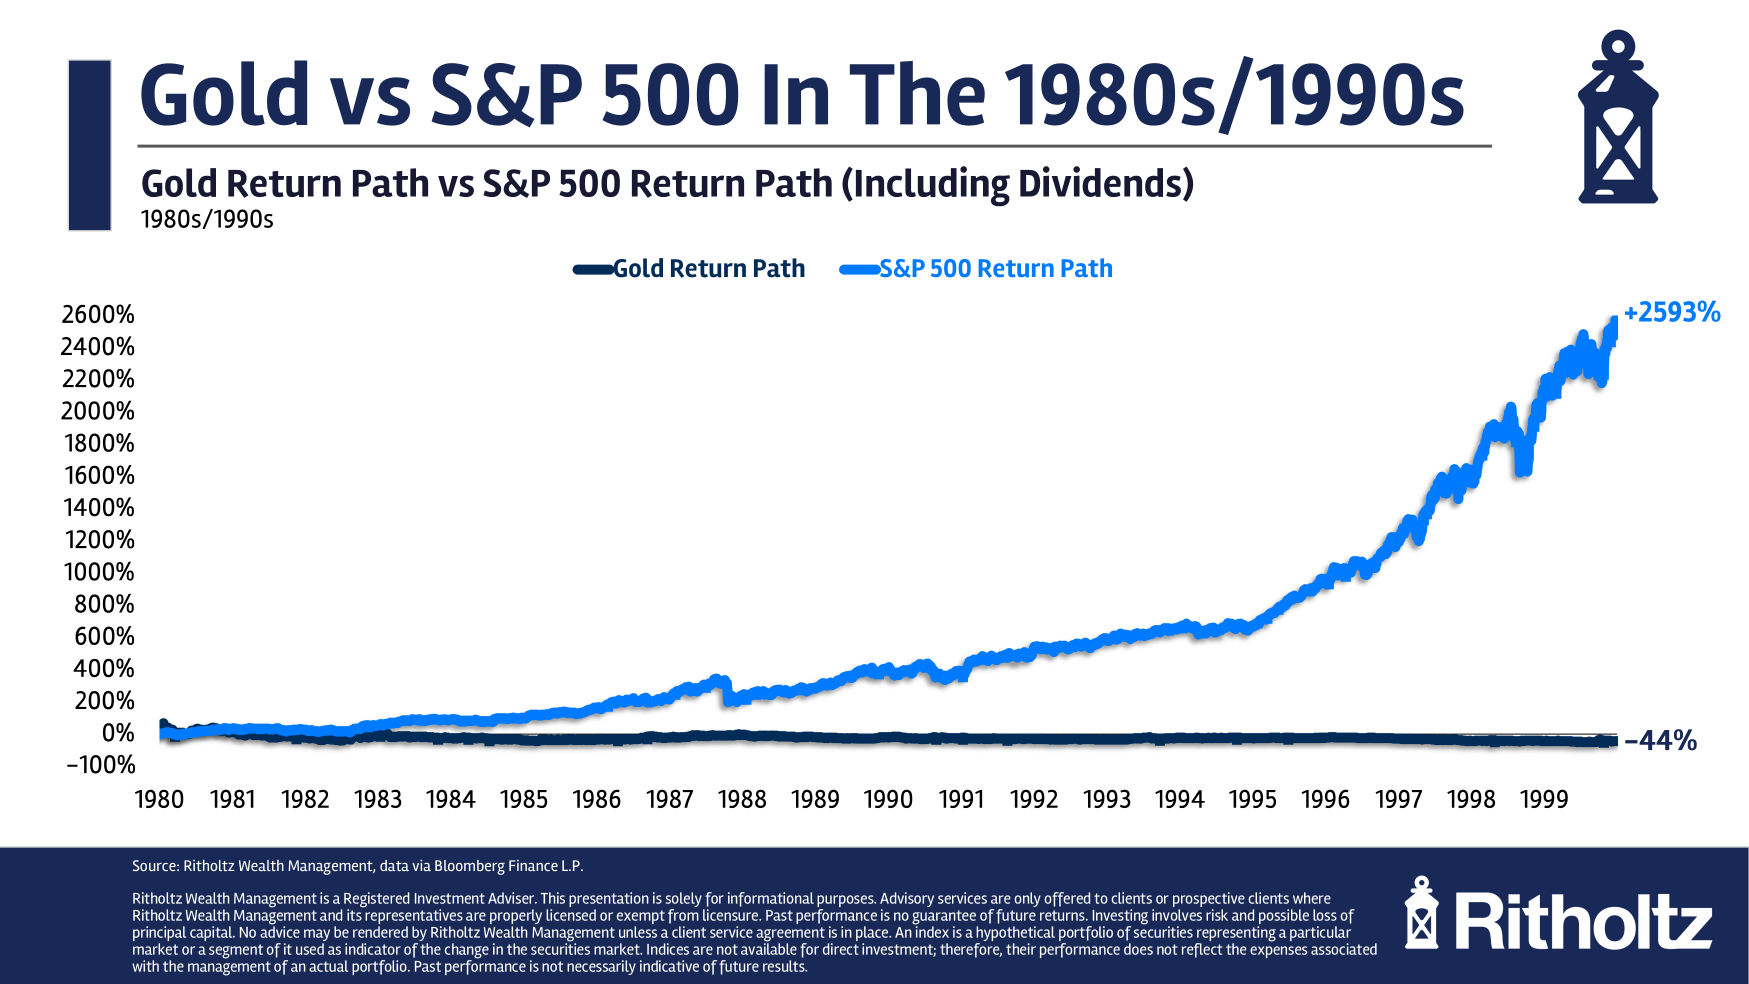 Gold vs S&P 500 In The 1980s/1990s
Gold Return Path vs S&P 500 Return Path (Including Dividends)
1980s/1990s
Gold Return Path S&P 500 Return Path
2600%
2400%
2200%
2000%
1800%
1600%
1400%
1200%
1000%
800%
600%
400%
200%
0%
−100%
+2593%
−44%
1980 1981 1982 1983 1984 1985 1986 1987 1988 1989 1990 1991 1992 1993 1994 1995 1996 1997 1998 1999
Source: Ritholtz Wealth Management, data via Bloomberg Finance L.P.
Ritholtz Wealth Management is a Registered Investment Adviser. This presentation is solely for informational purposes. Advisory services are only offered to clients or prospective clients where
Ritholtz Wealth Management and its representatives are properly licensed or exempt from licensure. Past performance is no guarantee of future returns. Investing involves risk and possible loss of
principal capital. No advice may be rendered by Ritholtz Wealth Management unless a client service agreement is in place. An index is a hypothetical portfolio of securities representing a particular
market or a segment of it used as indicator of the change in the securities market. Indices are not available for direct investment; therefore, their performance does not reflect the expenses associated
with the management of an actual portfolio. Past performance is not necessarily indicative of future results.
Ritholtz